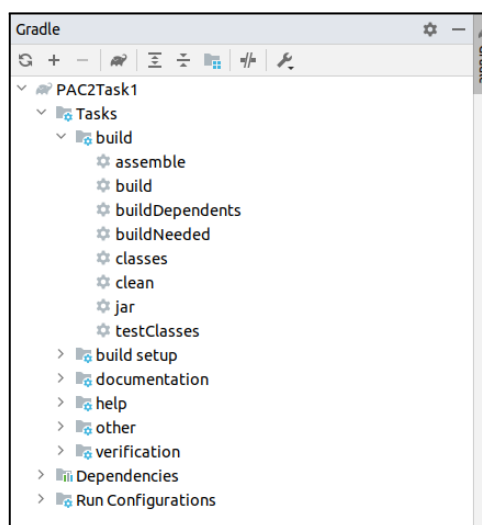 Gradle
PAC2Task1
Tasks
build
assemble
build
buildDependents
buildNeeded
classes
clean
jar
testClasses
build setup
documentation
help
other
verification
Dependencies
Run Configurations